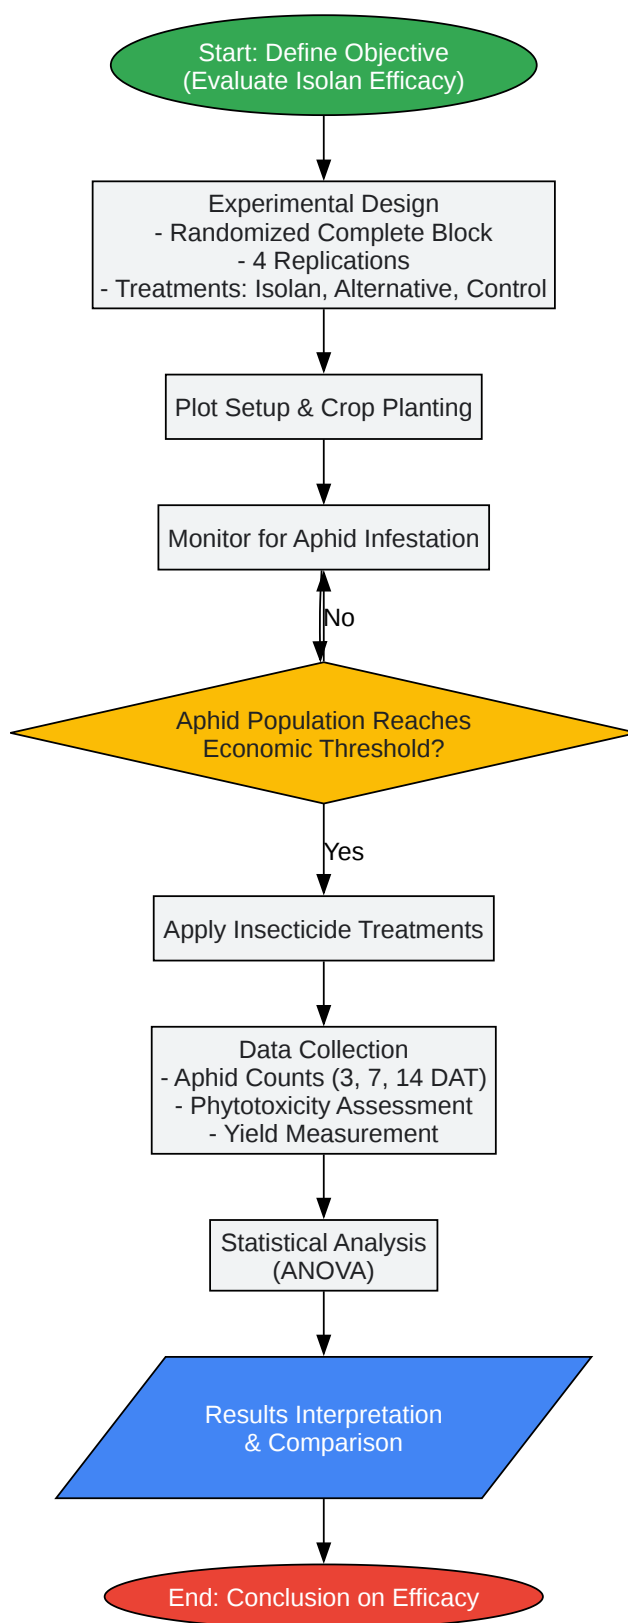 Start: Define Objective
(Evaluate Isolan Efficacy)
Experimental Design
- Randomized Complete Block
- 4 Replications
- Treatments: Isolan, Alternative, Control
Plot Setup & Crop Planting
Monitor for Aphid Infestation
No
Aphid Population Reaches
Economic Threshold?
Yes
Apply Insecticide Treatments
Data Collection
- Aphid Counts (3, 7, 14 DAT)
- Phytotoxicity Assessment
- Yield Measurement
Statistical Analysis
(ANOVA)
Results Interpretation
& Comparison
End: Conclusion on Efficacy